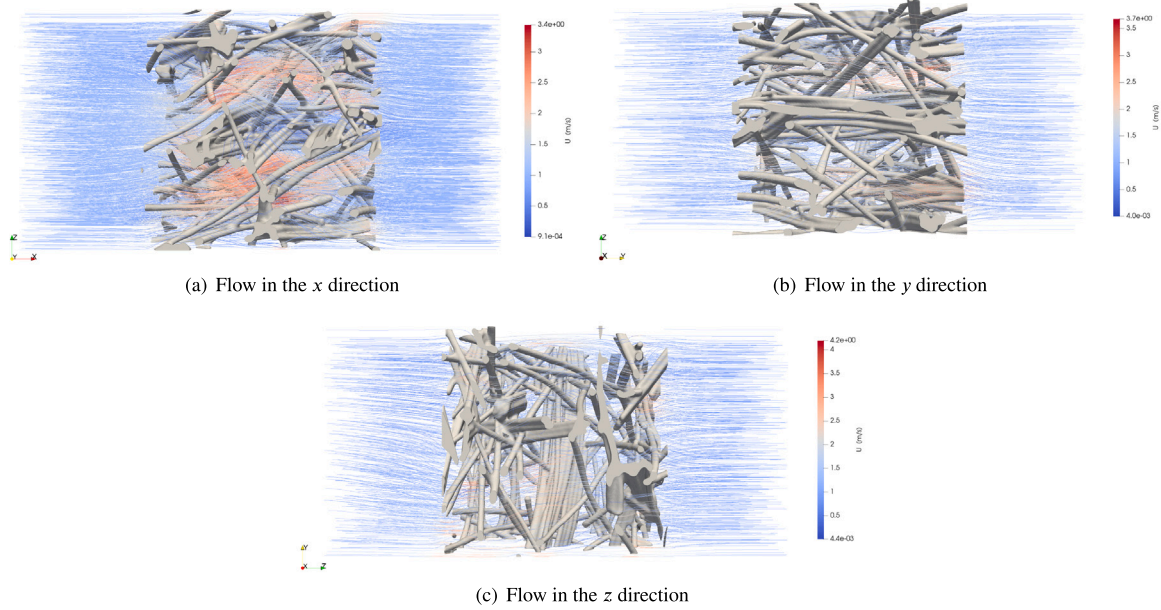 3.4e+00
3
2.5
2
1.5
1
0.5
9.1e-04
U (m/s)
Z
Y
X
(a) Flow in the x direction
3.7e+00
3.5
3
2.5
2
1.5
1
0.5
4.0e-03
U (m/s)
Z
X
Y
(b) Flow in the y direction
4.2e+00
4
3.5
3
2.5
2
1.5
1
0.5
4.4e-03
U (m/s)
Y
X
Z
(c) Flow in the z direction